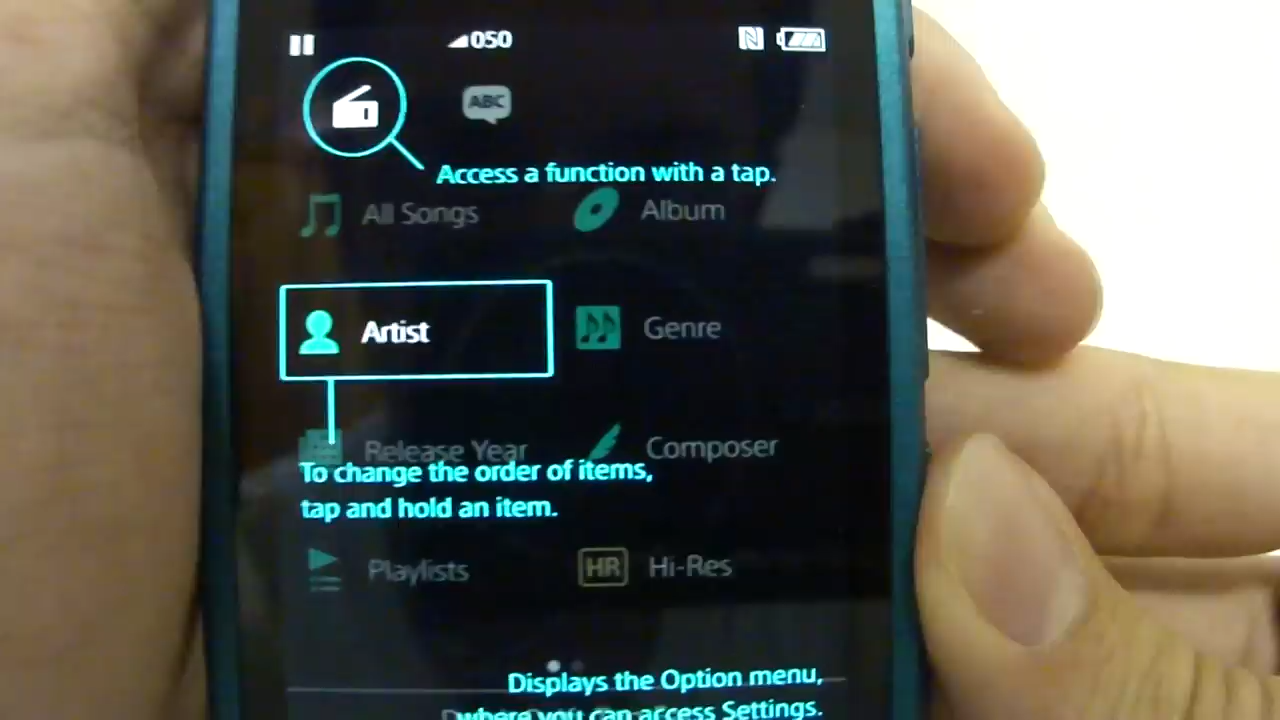 050
ABC
Access a function with a tap.
All Songs
Album
Artist
Genre
Release Year
Composer
To change the order of items,
tap and hold an item.
Playlists
HR
Hi-Res
Displays the Option menu,
where you can access Settings.